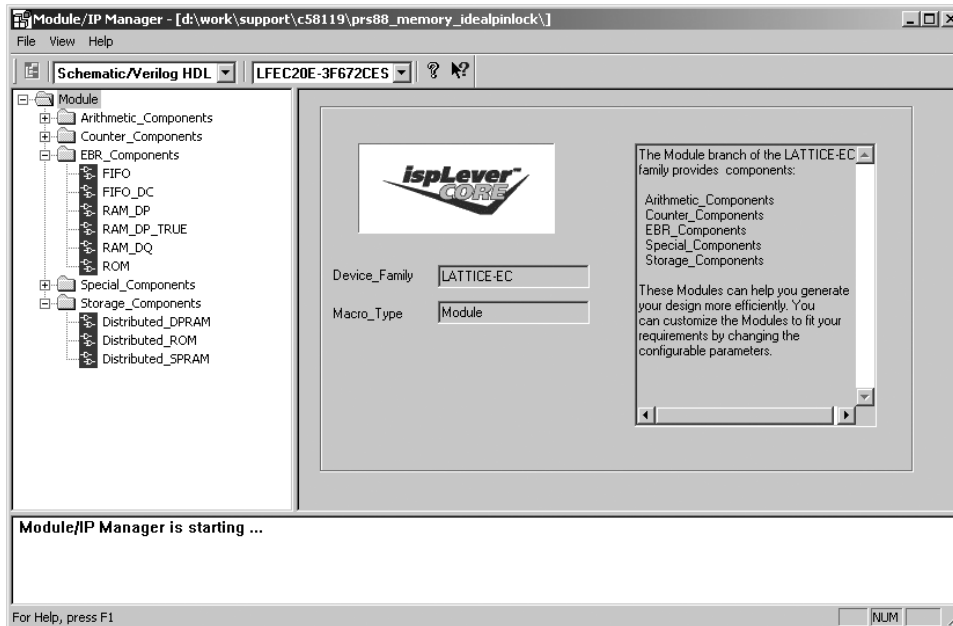 Module/IP Manager - [d:\work\support\c58119\prs88_memory_idealpinlock\]
File View Help
Schematic/Verilog HDL LFEC20E-3F672CES
Module
Arithmetic_Components
Counter_Components
EBR_Components
FIFO
FIFO_DC
RAM_DP
RAM_DP_TRUE
RAM_DQ
ROM
Special_Components
Storage_Components
Distributed_DPRAM
Distributed_ROM
Distributed_SPRAM
ispLever™
CORE
Device_Family LATTICE-EC
Macro_Type Module
The Module branch of the LATTICE-EC
family provides components:
Arithmetic_Components
Counter_Components
EBR_Components
Special_Components
Storage_Components
These Modules can help you generate
your design more efficiently. You
can customize the Modules to fit your
requirements by changing the
configurable parameters.
Module/IP Manager is starting ...
For Help, press F1
NUM